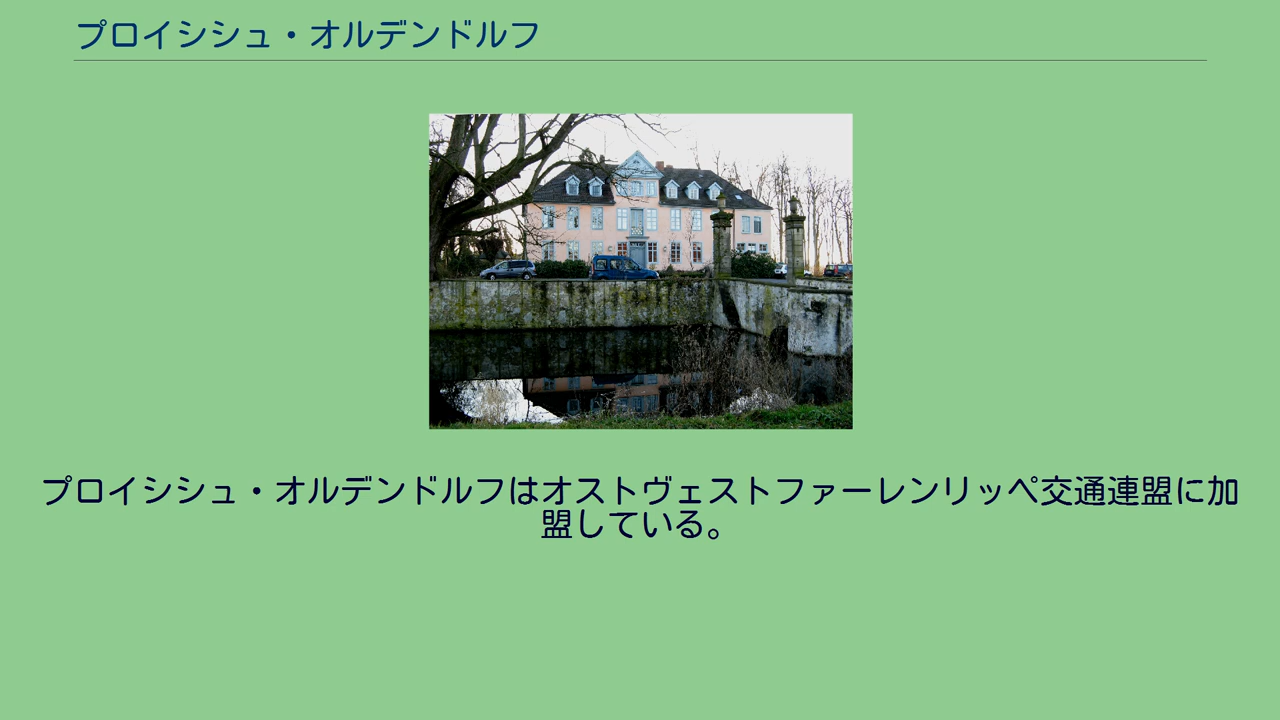 プロイシシュ・オルデンドルフ
プロイシシュ・オルデンドルフはオストヴェストファーレンリッペ交通連盟に加
盟している。